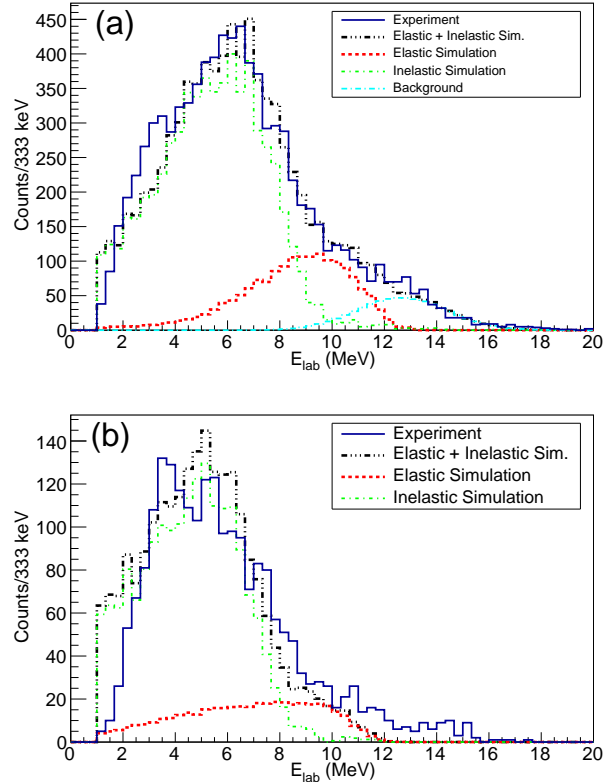 (a)
Experiment
Elastic + Inelastic Sim.
Elastic Simulation
Inelastic Simulation
Background
Counts/333 keV
450
400
350
300
250
200
150
100
50
0
0 2 4 6 8 10 12 14 16 18 20
E_lab (MeV)
(b)
Experiment
Elastic + Inelastic Sim.
Elastic Simulation
Inelastic Simulation
Counts/333 keV
140
120
100
80
60
40
20
0
0 2 4 6 8 10 12 14 16 18 20
E_lab (MeV)